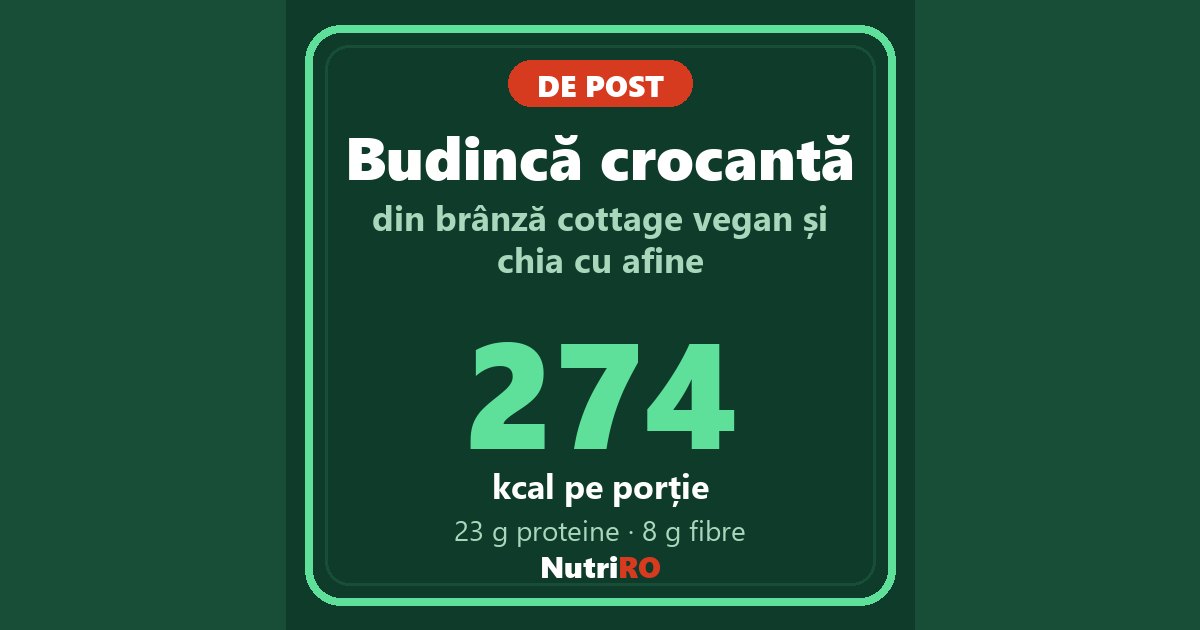 DE POST
Budincă crocantă
din brânză cottage vegan și
chia cu afine
274
kcal pe porție
23 g proteine · 8 g fibre
NutriRO